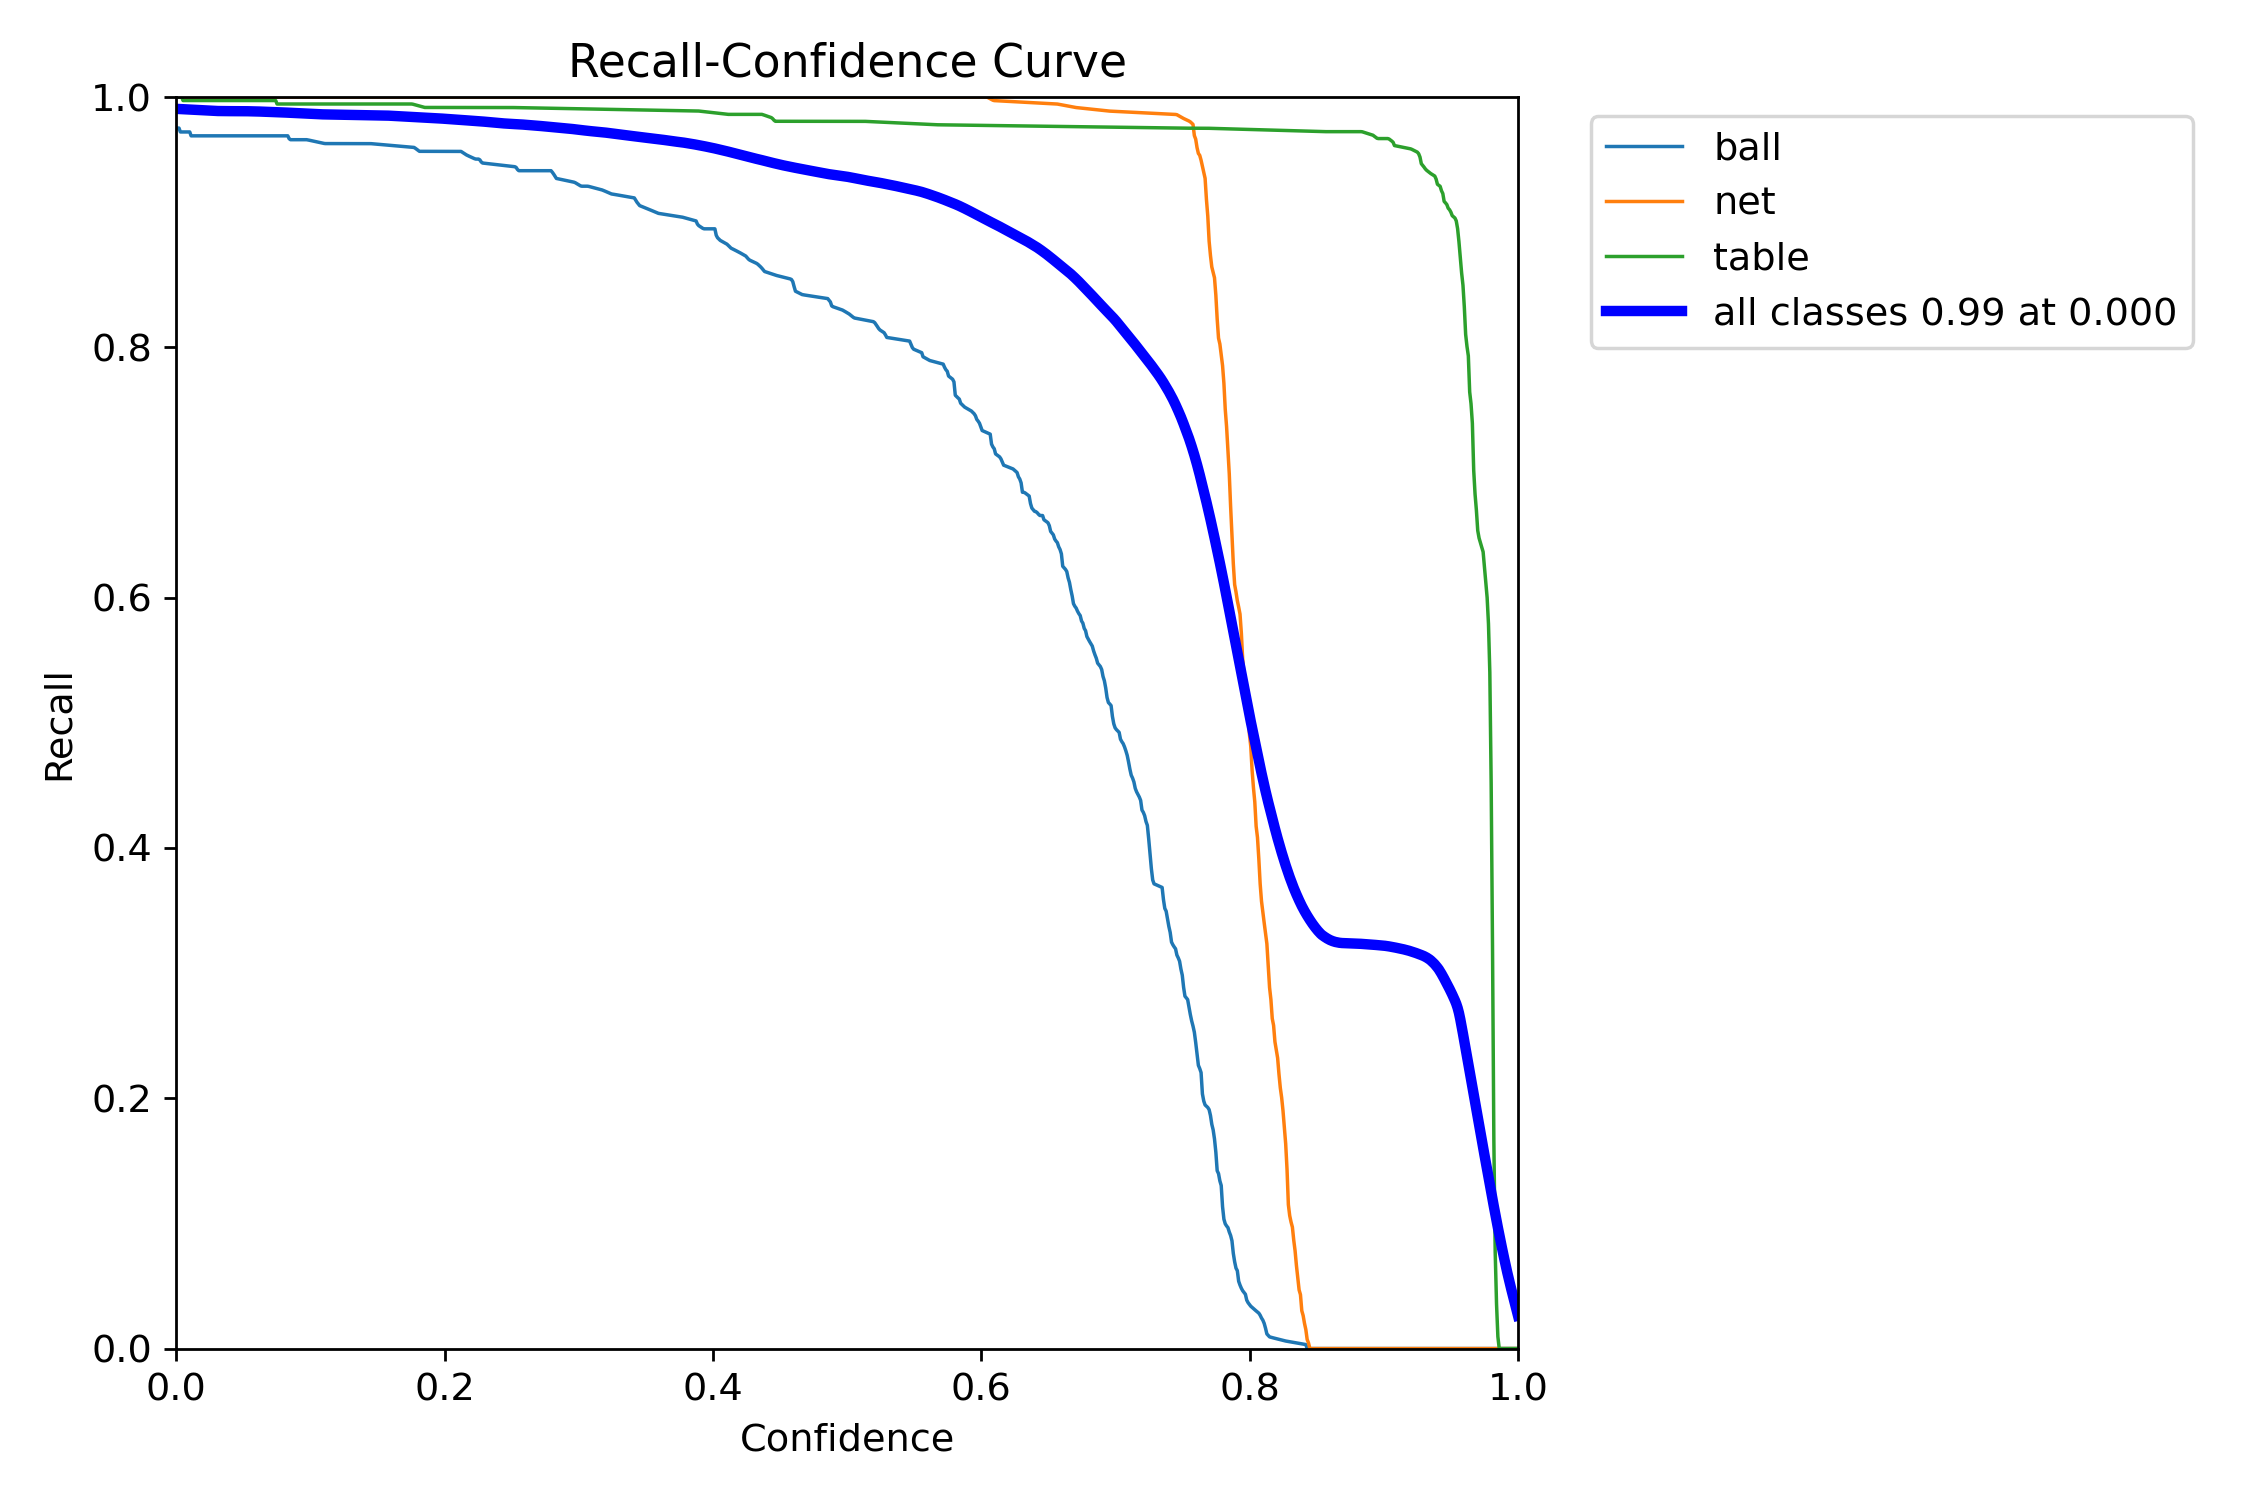 Recall-Confidence Curve
1.0
0.8
0.6
0.4
0.2
0.0
Recall
0.0 0.2 0.4 0.6 0.8 1.0
Confidence
ball
net
table
all classes 0.99 at 0.000